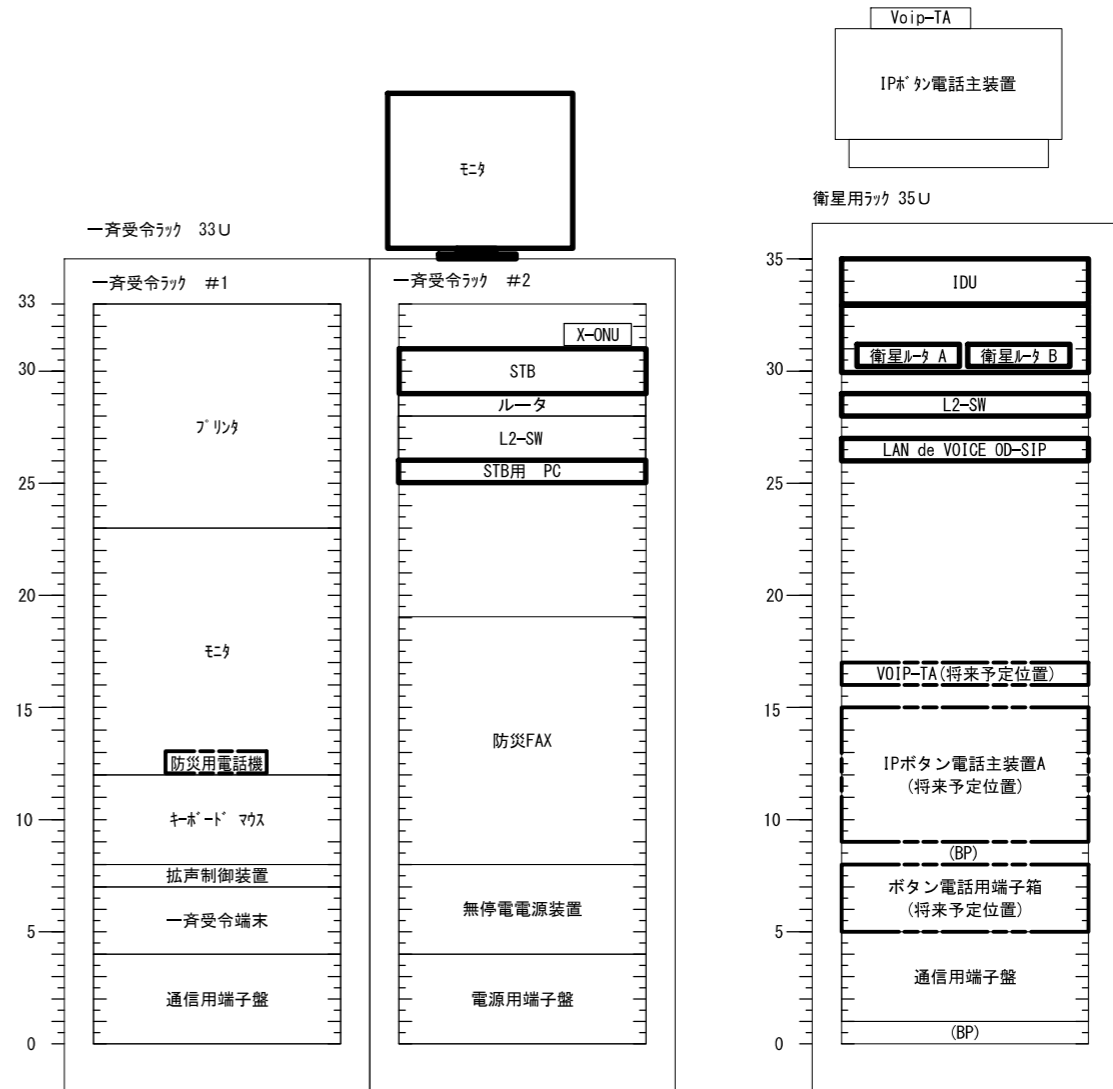 Voip-TA
IPﾎﾞﾀﾝ電話主装置
ﾓﾆﾀ
衛星用ﾗｯｸ 35U
一斉受令ﾗｯｸ 33U
一斉受令ﾗｯｸ #1
33
30
25
20
15
10
5
0
ﾌﾟﾘﾝﾀ
ﾓﾆﾀ
防災用電話機
ｷｰﾎﾞｰﾄﾞ ﾏｳｽ
拡声制御装置
一斉受令端末
通信用端子盤
一斉受令ﾗｯｸ #2
X-ONU
STB
ルータ
L2-SW
STB用 PC
防災FAX
無停電電源装置
電源用端子盤
35
30
25
20
15
10
5
0
IDU
衛星ﾙｰﾀ A
衛星ﾙｰﾀ B
L2-SW
LAN de VOICE OD-SIP
VOIP-TA(将来予定位置)
IPボタン電話主装置A
(将来予定位置)
(BP)
ボタン電話用端子箱
(将来予定位置)
通信用端子盤
(BP)